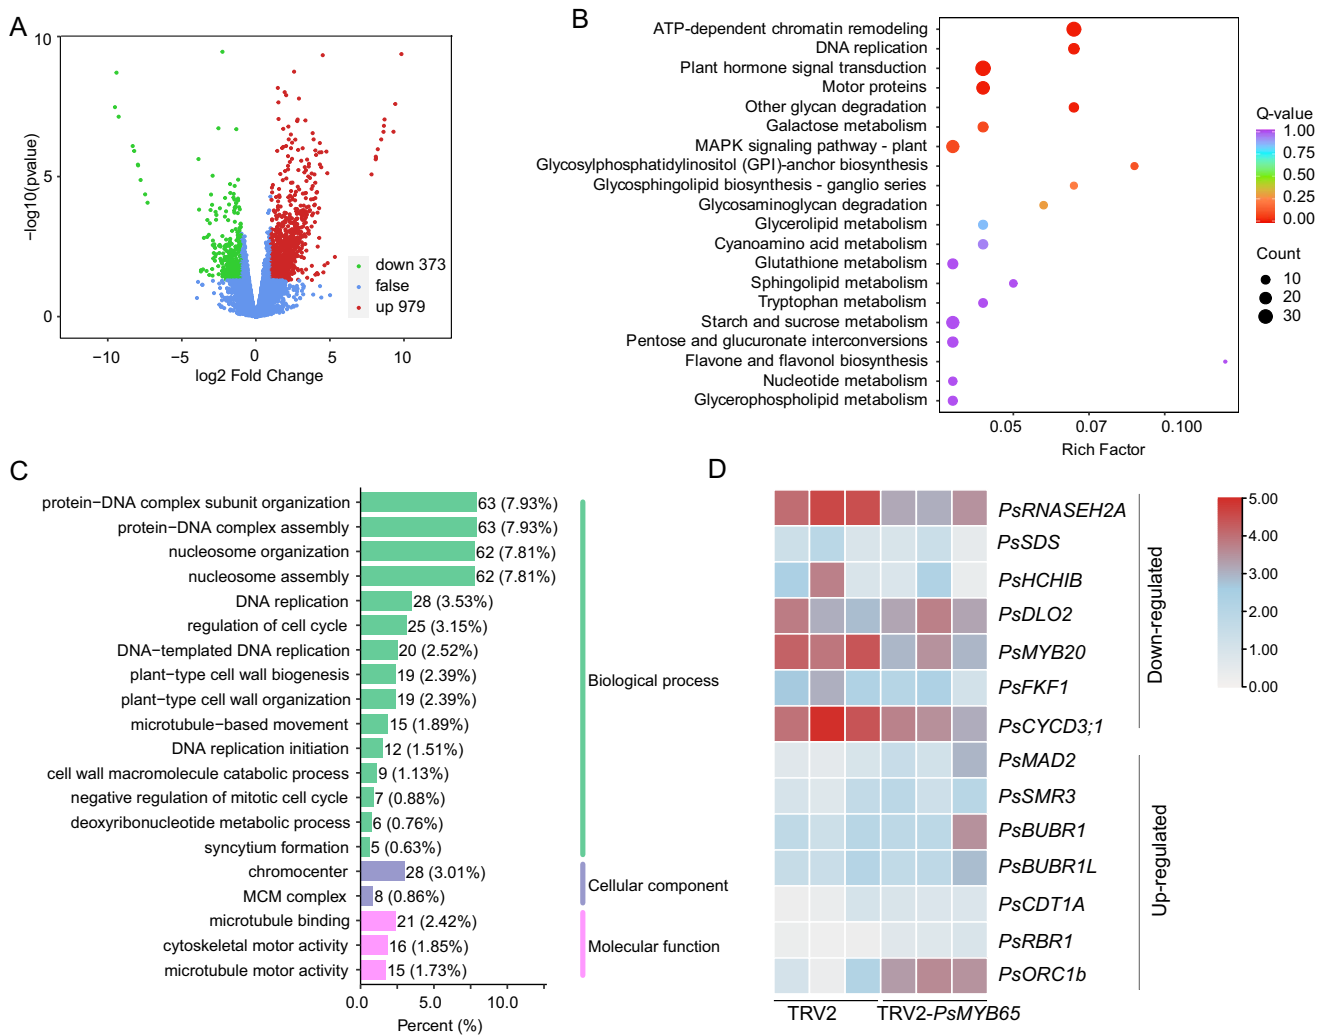 A
10
5
0
−log10(pvalue)
down 373
false
up 979
−10
−5
0
5
10
log2 Fold Change
B
ATP-dependent chromatin remodeling
DNA replication
Plant hormone signal transduction
Motor proteins
Other glycan degradation
Galactose metabolism
MAPK signaling pathway - plant
Glycosylphosphatidylinositol (GPI)-anchor biosynthesis
Glycosphingolipid biosynthesis - ganglio series
Glycosaminoglycan degradation
Glycerolipid metabolism
Cyanoamino acid metabolism
Glutathione metabolism
Sphingolipid metabolism
Tryptophan metabolism
Starch and sucrose metabolism
Pentose and glucuronate interconversions
Flavone and flavonol biosynthesis
Nucleotide metabolism
Glycerophospholipid metabolism
0.05
0.07
0.100
Rich Factor
Q-value
1.00
0.75
0.50
0.25
0.00
Count
10
20
30
C
protein−DNA complex subunit organization 63 (7.93%)
protein−DNA complex assembly 63 (7.93%)
nucleosome organization 62 (7.81%)
nucleosome assembly 62 (7.81%)
DNA replication 28 (3.53%)
regulation of cell cycle 25 (3.15%)
DNA−templated DNA replication 20 (2.52%)
plant−type cell wall biogenesis 19 (2.39%)
plant−type cell wall organization 19 (2.39%)
microtubule−based movement 15 (1.89%)
DNA replication initiation 12 (1.51%)
cell wall macromolecule catabolic process 9 (1.13%)
negative regulation of mitotic cell cycle 7 (0.88%)
deoxyribonucleotide metabolic process 6 (0.76%)
syncytium formation 5 (0.63%)
chromocenter 28 (3.01%)
MCM complex 8 (0.86%)
microtubule binding 21 (2.42%)
cytoskeletal motor activity 16 (1.85%)
microtubule motor activity 15 (1.73%)
0.0
5.0
10.0
Percent (%)
Biological process
Cellular component
Molecular function
D
PsRNASEH2A
PsSDS
PsHCHIB
PsDLO2
PsMYB20
PsFKF1
PsCYCD3;1
PsMAD2
PsSMR3
PsBUBR1
PsBUBR1L
PsCDT1A
PsRBR1
PsORC1b
TRV2
TRV2-PsMYB65
Down-regulated
Up-regulated
5.00
4.00
3.00
2.00
1.00
0.00